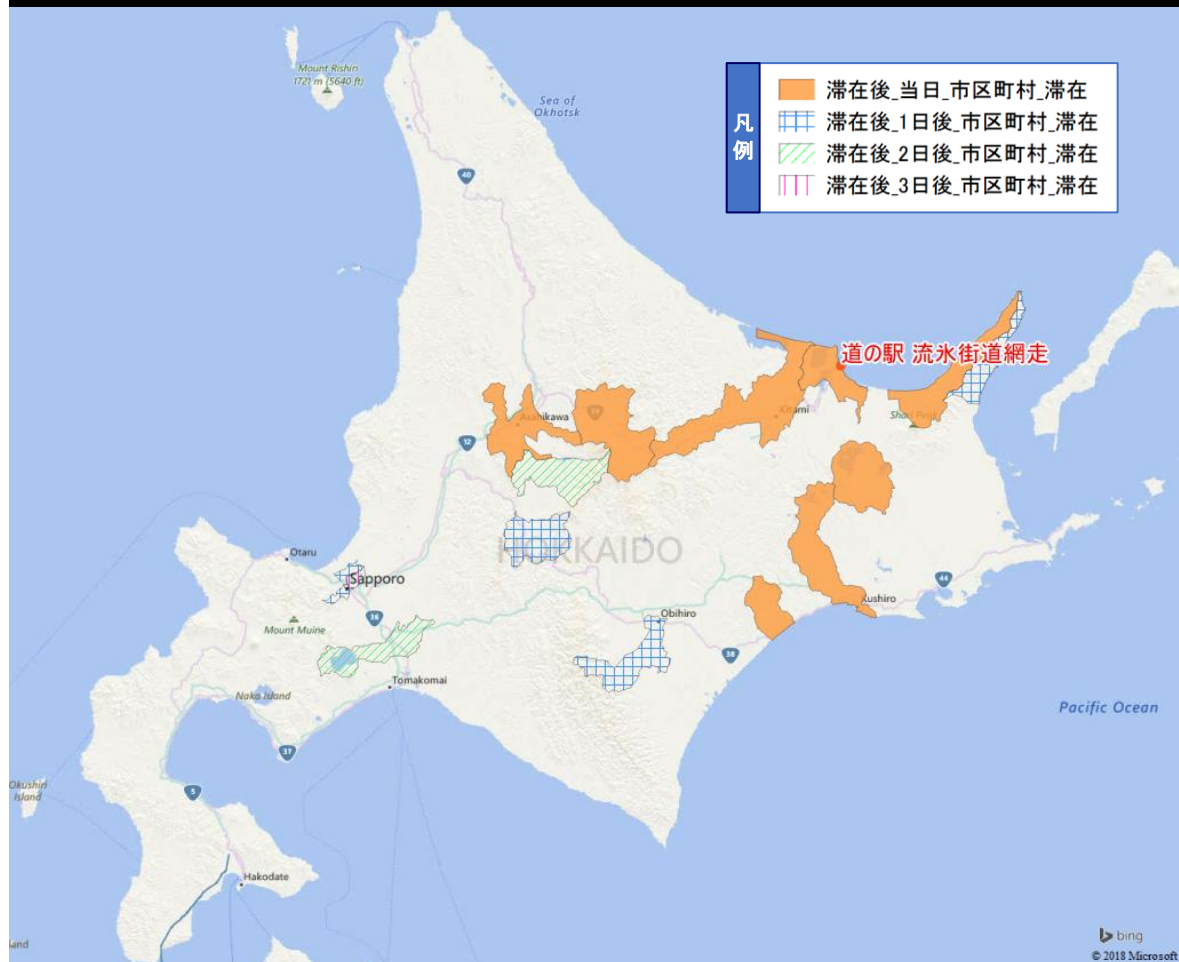 Mount Rishiri
1721 m (5640 ft)
Sea of
Okhotsk
凡例
滞在後_当日_市区町村_滞在
滞在後_1日後_市区町村_滞在
滞在後_2日後_市区町村_滞在
滞在後_3日後_市区町村_滞在
40
道の駅 流氷街道網走
Asahikawa
Kitami
12
HOKKAIDO
Otaru
Sapporo
44
Kushiro
Obihiro
36
Mount Muine
38
Tomakomai
Naka Island
Pacific Ocean
37
Okushiri
Island
5
Hakodate
land
bing
© 2018 Microsoft